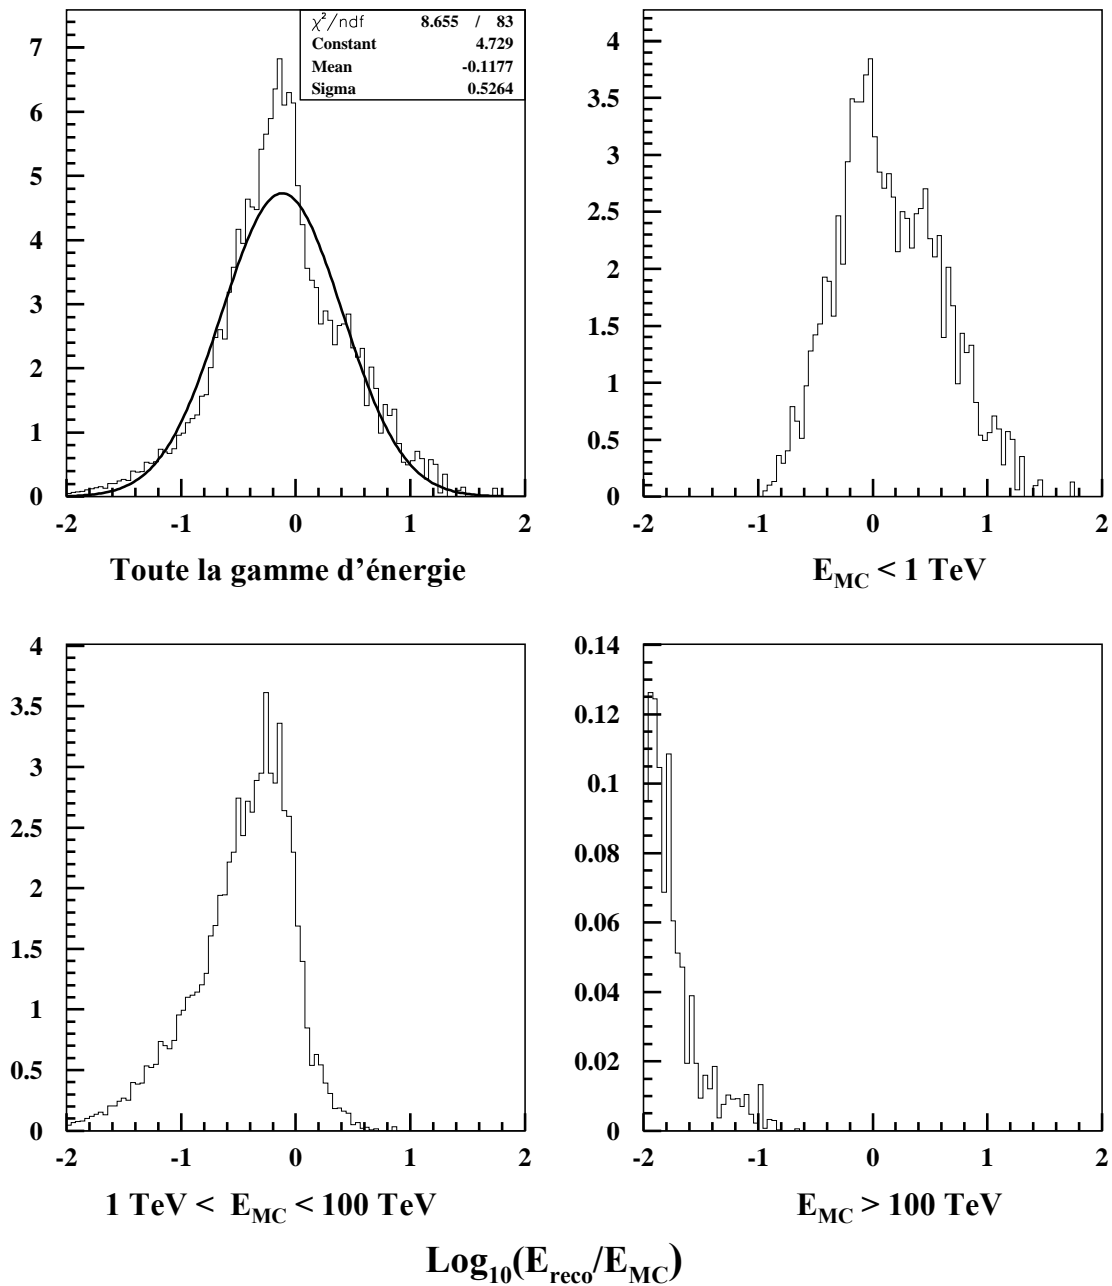 χ²/ndf 8.655 / 83
Constant 4.729
Mean -0.1177
Sigma 0.5264
7
6
5
4
3
2
1
0
-2 -1 0 1 2
Toute la gamme d’énergie
4
3.5
3
2.5
2
1.5
1
0.5
0
-2 -1 0 1 2
E_MC < 1 TeV
4
3.5
3
2.5
2
1.5
1
0.5
0
-2 -1 0 1 2
1 TeV < E_MC < 100 TeV
0.14
0.12
0.1
0.08
0.06
0.04
0.02
0
-2 -1 0 1 2
E_MC > 100 TeV
Log₁₀(E_reco/E_MC)